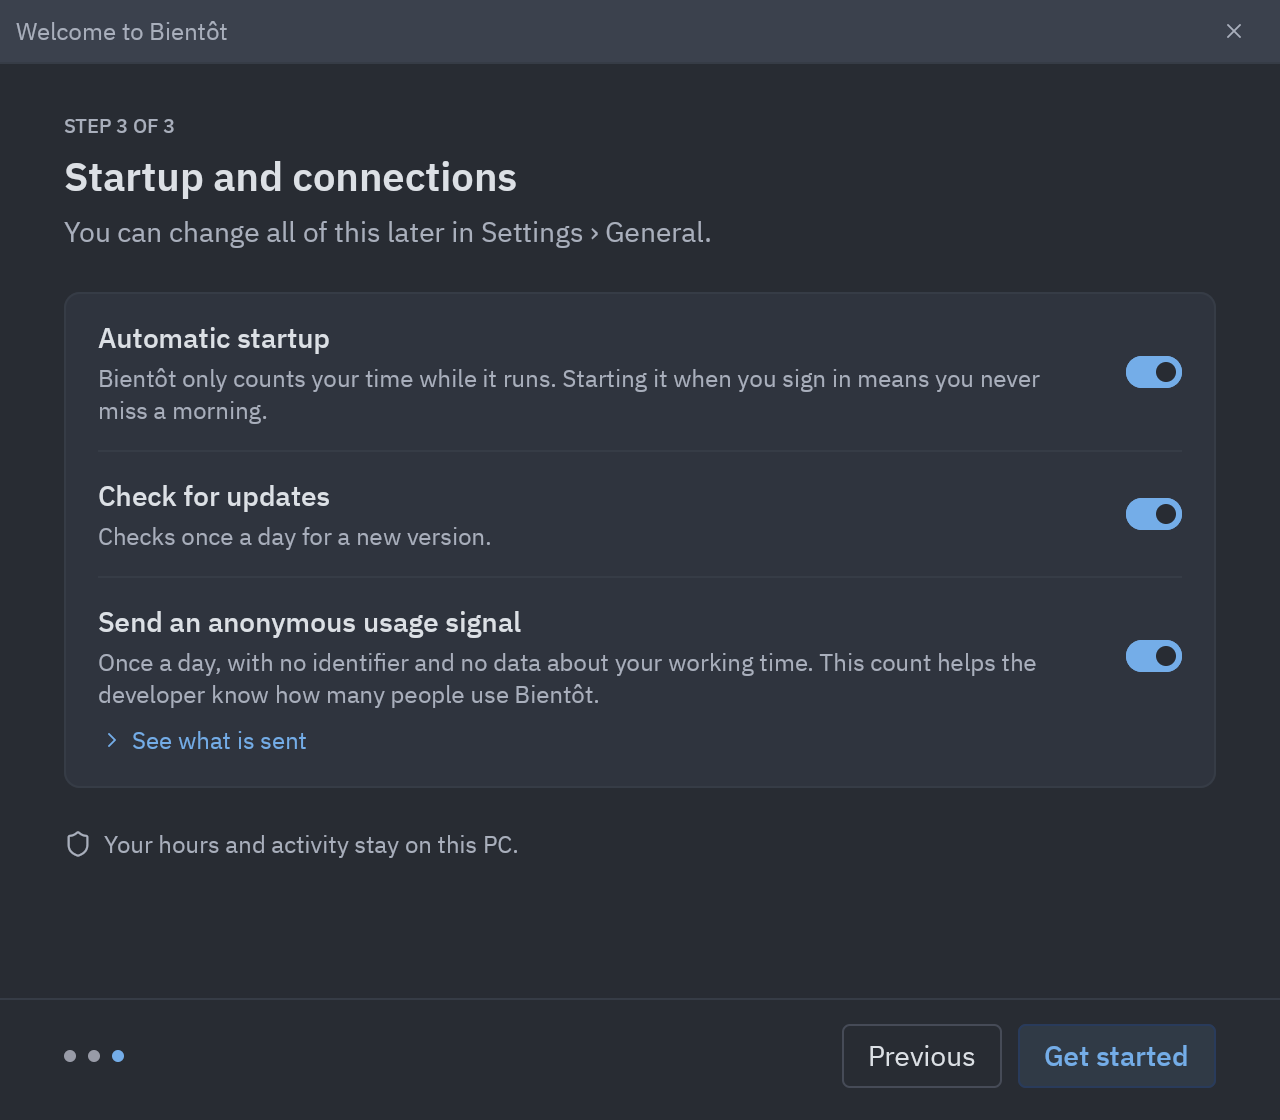 Welcome to Bientôt
STEP 3 OF 3
Startup and connections
You can change all of this later in Settings › General.
Automatic startup
Bientôt only counts your time while it runs. Starting it when you sign in means you never
miss a morning.
Check for updates
Checks once a day for a new version.
Send an anonymous usage signal
Once a day, with no identifier and no data about your working time. This count helps the
developer know how many people use Bientôt.
See what is sent
Your hours and activity stay on this PC.
Previous
Get started